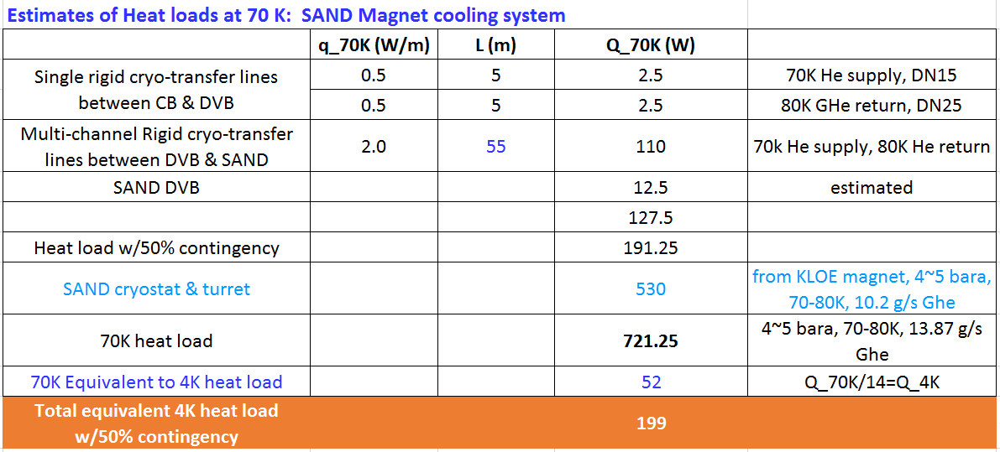 Estimates of Heat loads at 70 K: SAND Magnet cooling system
q_70K (W/m) L (m) Q_70K (W)
Single rigid cryo-transfer lines
between CB & DVB
0.5 5 2.5 70K He supply, DN15
0.5 5 2.5 80K GHe return, DN25
Multi-channel Rigid cryo-transfer
lines between DVB & SAND
2.0 55 110 70k He supply, 80K He return
SAND DVB 12.5 estimated
127.5
Heat load w/50% contingency 191.25
SAND cryostat & turret 530
from KLOE magnet, 4~5 bara,
70-80K, 10.2 g/s Ghe
70K heat load 721.25
4~5 bara, 70-80K, 13.87 g/s
Ghe
70K Equivalent to 4K heat load 52 Q_70K/14=Q_4K
Total equivalent 4K heat load
w/50% contingency
199